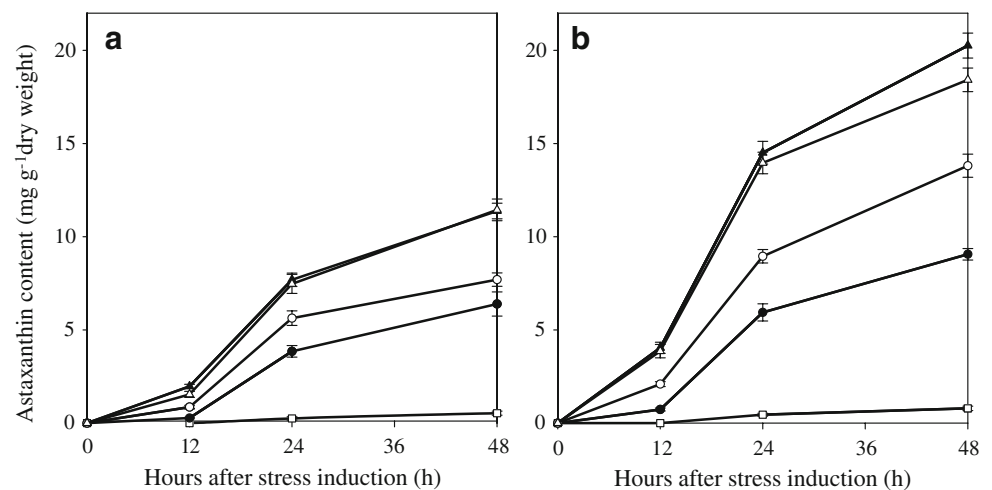 a
b
Astaxanthin content (mg g⁻¹dry weight)
20
15
10
5
0
0 12 24 36 48
Hours after stress induction (h)
20
15
10
5
0
0 12 24 36 48
Hours after stress induction (h)